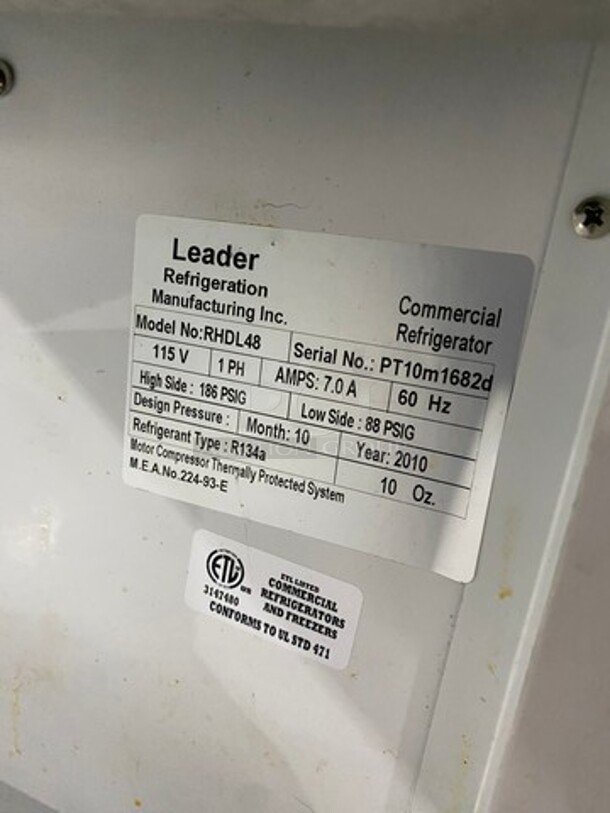 Leader
Refrigeration
Manufacturing Inc.
Commercial
Refrigerator
Model No:RHDL48
Serial No.: PT10m1682d
115 V 1 PH AMPS: 7.0 A 60 Hz
High Side : 186 PSIG Low Side : 88 PSIG
Design Pressure : Month: 10 Year: 2010
Refrigerant Type : R134a 10 Oz.
Motor Compressor Thermally Protected System
M.E.A.No.224-93-E
ETL
US
3147480
ETL LISTED
COMMERCIAL
REFRIGERATORS
AND FREEZERS
CONFORMS TO UL STD 471